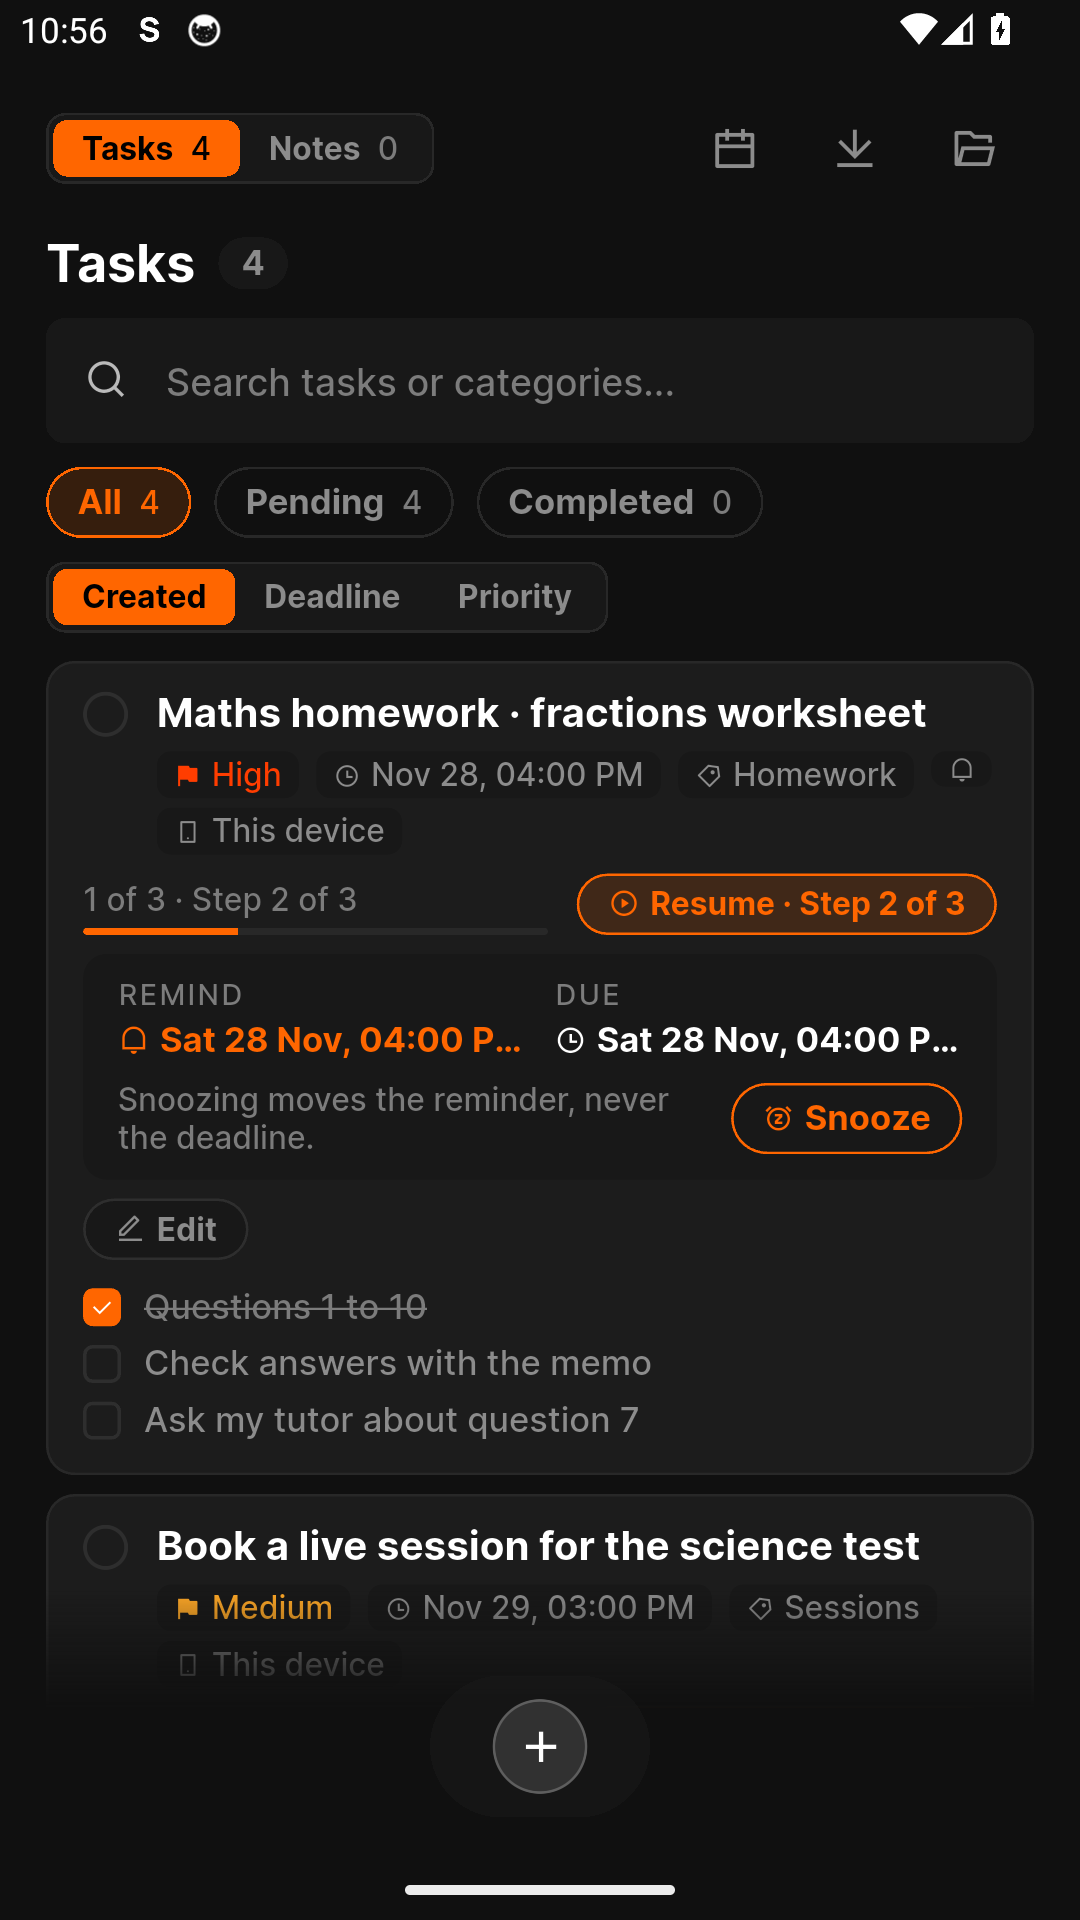 10:56 S
Tasks 4 Notes 0
Tasks 4
Search tasks or categories...
All 4 Pending 4 Completed 0
Created Deadline Priority
Maths homework · fractions worksheet
High Nov 28, 04:00 PM Homework
This device
1 of 3 · Step 2 of 3 Resume · Step 2 of 3
REMIND DUE
Sat 28 Nov, 04:00 P... Sat 28 Nov, 04:00 P...
Snoozing moves the reminder, never
the deadline.
Snooze
Edit
Questions 1 to 10
Check answers with the memo
Ask my tutor about question 7
Book a live session for the science test
Medium Nov 29, 03:00 PM Sessions
This device